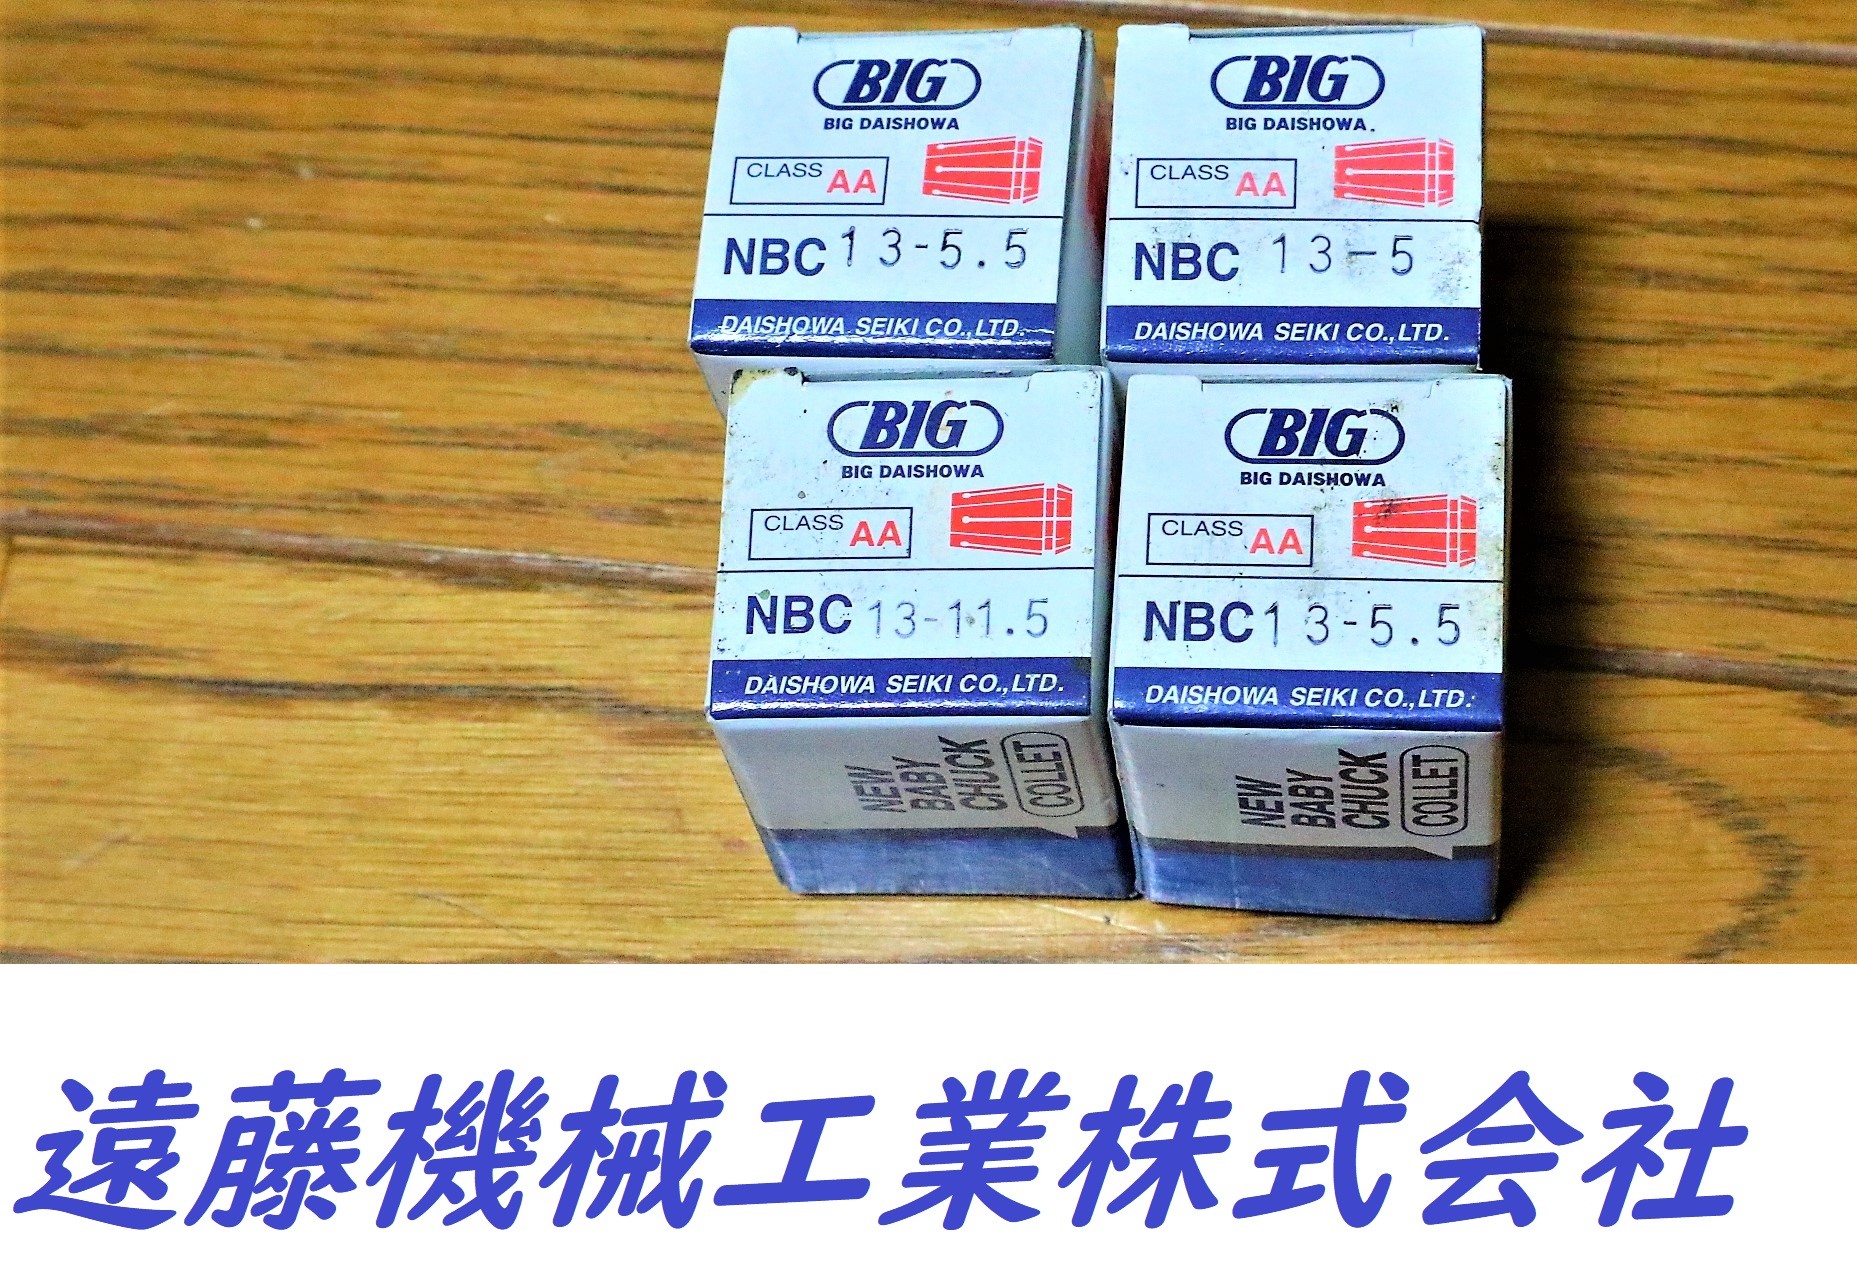 BIG
BIG DAISHOWA
CLASS AA
NBC 13-5.5
DAISHOWA SEIKI CO.,LTD.
BIG
BIG DAISHOWA
CLASS AA
NBC 13-5
DAISHOWA SEIKI CO.,LTD.
BIG
BIG DAISHOWA
CLASS AA
NBC 13-11.5
DAISHOWA SEIKI CO.,LTD.
NEW
BABY
CHUCK
COLLET
BIG
BIG DAISHOWA
CLASS AA
NBC 13-5.5
DAISHOWA SEIKI CO.,LTD.
NEW
BABY
CHUCK
COLLET
遠藤機械工業株式会社